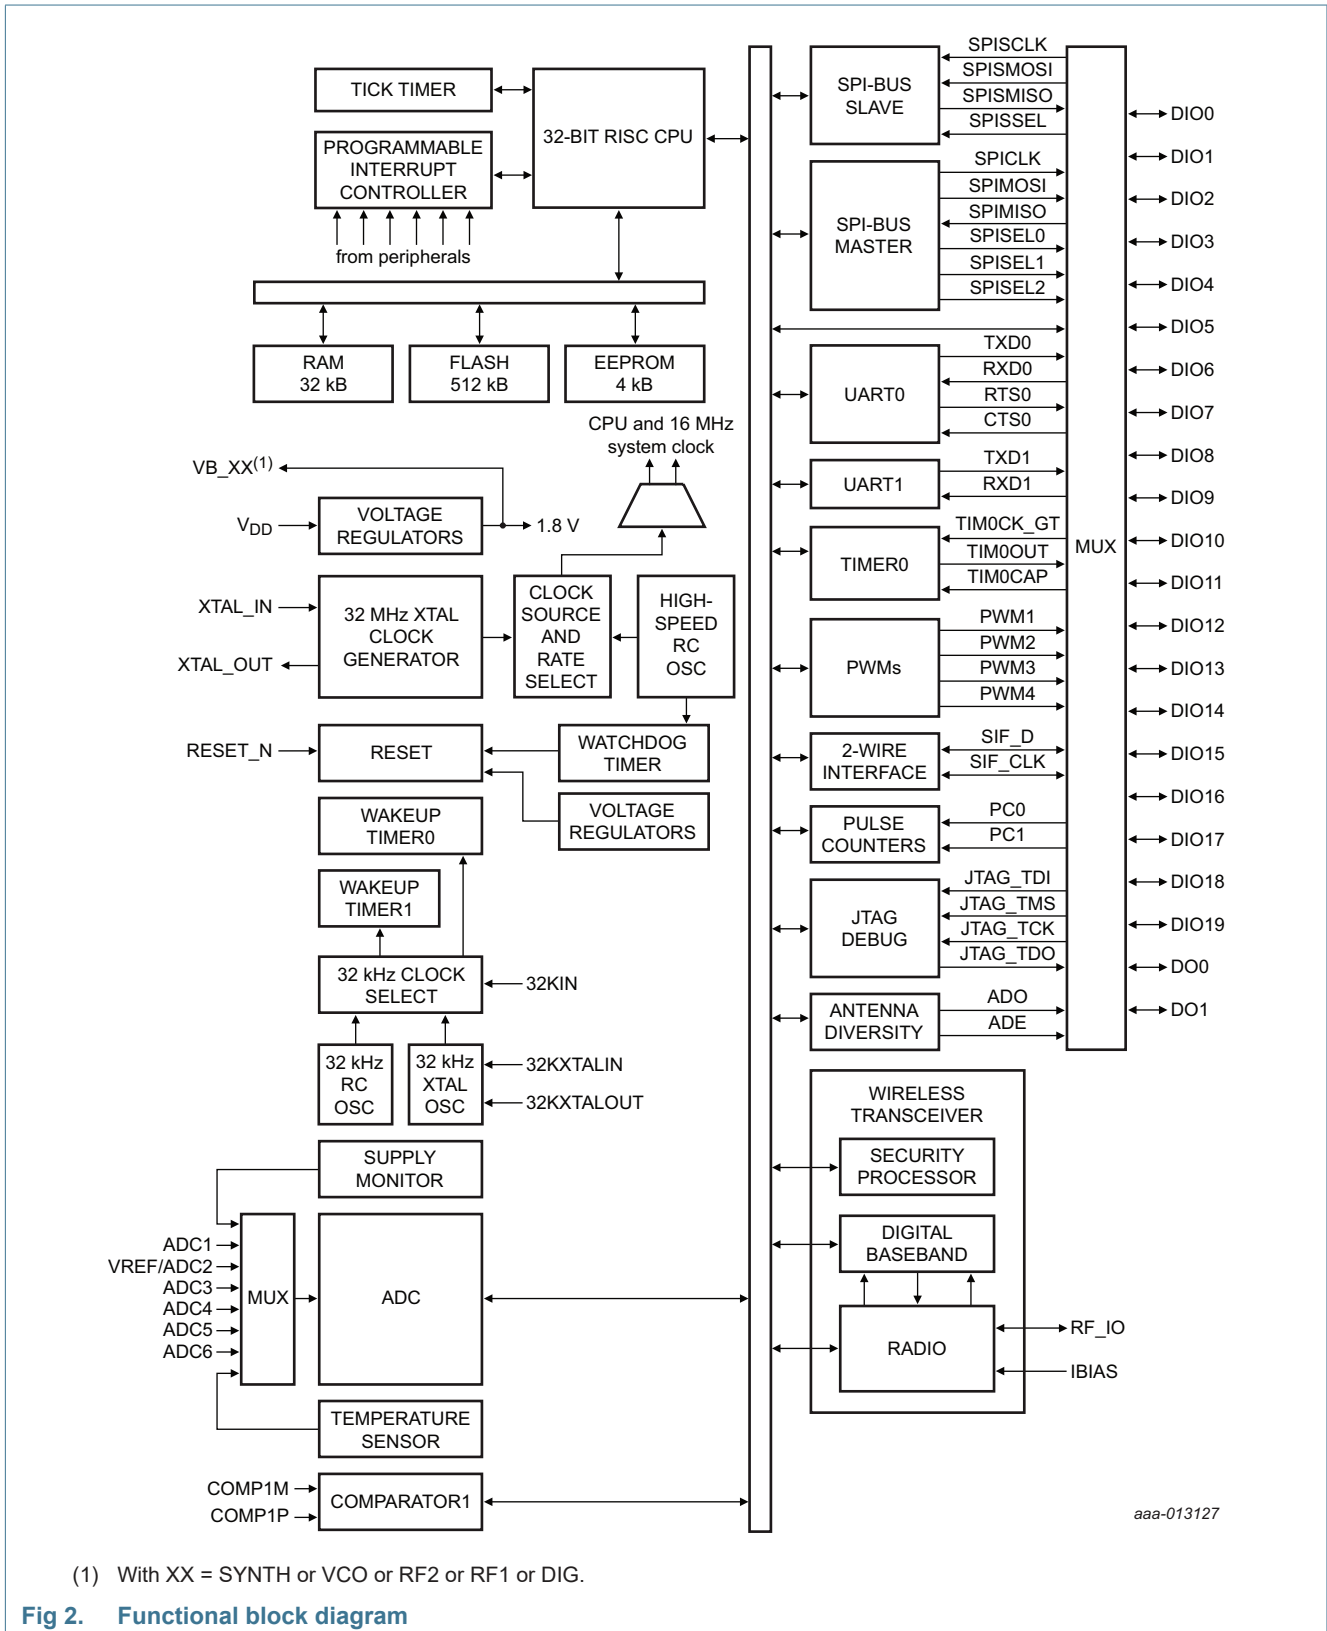 TICK TIMER
PROGRAMMABLE
INTERRUPT
CONTROLLER
from peripherals
32-BIT RISC CPU
RAM
32 kB
FLASH
512 kB
EEPROM
4 kB
CPU and 16 MHz
system clock
VB_XX(1)
VDD
VOLTAGE
REGULATORS
1.8 V
XTAL_IN
XTAL_OUT
32 MHz XTAL
CLOCK
GENERATOR
CLOCK
SOURCE
AND
RATE
SELECT
HIGH-
SPEED
RC
OSC
RESET_N
RESET
WATCHDOG
TIMER
WAKEUP
TIMER0
VOLTAGE
REGULATORS
WAKEUP
TIMER1
32 kHz CLOCK
SELECT
32KIN
32 kHz
RC
OSC
32 kHz
XTAL
OSC
32KXTALIN
32KXTALOUT
SUPPLY
MONITOR
ADC1
VREF/ADC2
ADC3
ADC4
ADC5
ADC6
MUX
ADC
TEMPERATURE
SENSOR
COMP1M
COMP1P
COMPARATOR1
SPI-BUS
SLAVE
SPISCLK
SPISMOSI
SPISMISO
SPISSEL
SPI-BUS
MASTER
SPICLK
SPIMOSI
SPIMISO
SPISEL0
SPISEL1
SPISEL2
UART0
TXD0
RXD0
RTS0
CTS0
UART1
TXD1
RXD1
TIMER0
TIM0CK_GT
TIM0OUT
TIM0CAP
PWMs
PWM1
PWM2
PWM3
PWM4
2-WIRE
INTERFACE
SIF_D
SIF_CLK
PULSE
COUNTERS
PC0
PC1
JTAG
DEBUG
JTAG_TDI
JTAG_TMS
JTAG_TCK
JTAG_TDO
ANTENNA
DIVERSITY
ADO
ADE
MUX
DIO0
DIO1
DIO2
DIO3
DIO4
DIO5
DIO6
DIO7
DIO8
DIO9
DIO10
DIO11
DIO12
DIO13
DIO14
DIO15
DIO16
DIO17
DIO18
DIO19
DO0
DO1
WIRELESS
TRANSCEIVER
SECURITY
PROCESSOR
DIGITAL
BASEBAND
RADIO
RF_IO
IBIAS
aaa-013127
(1) With XX = SYNTH or VCO or RF2 or RF1 or DIG.
Fig 2. Functional block diagram